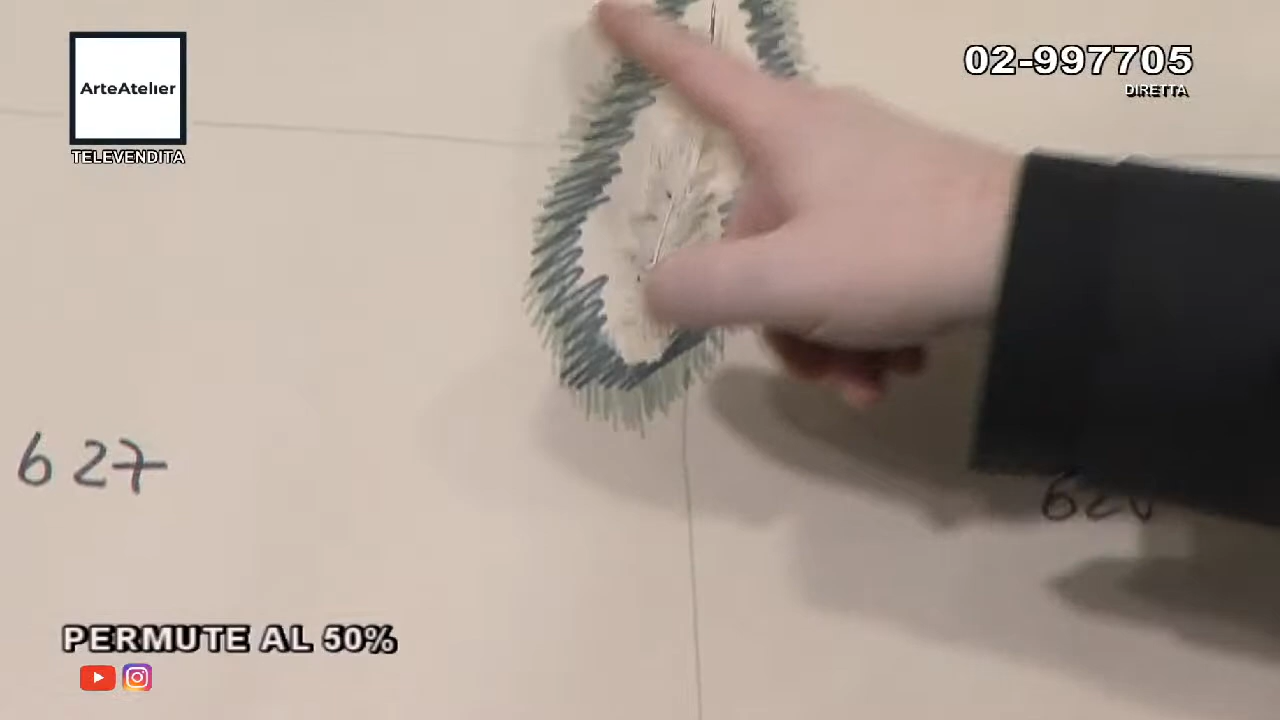 ArteAtelier
TELEVENDITA
02-997705
DIRETTA
627
PERMUTE AL 50%